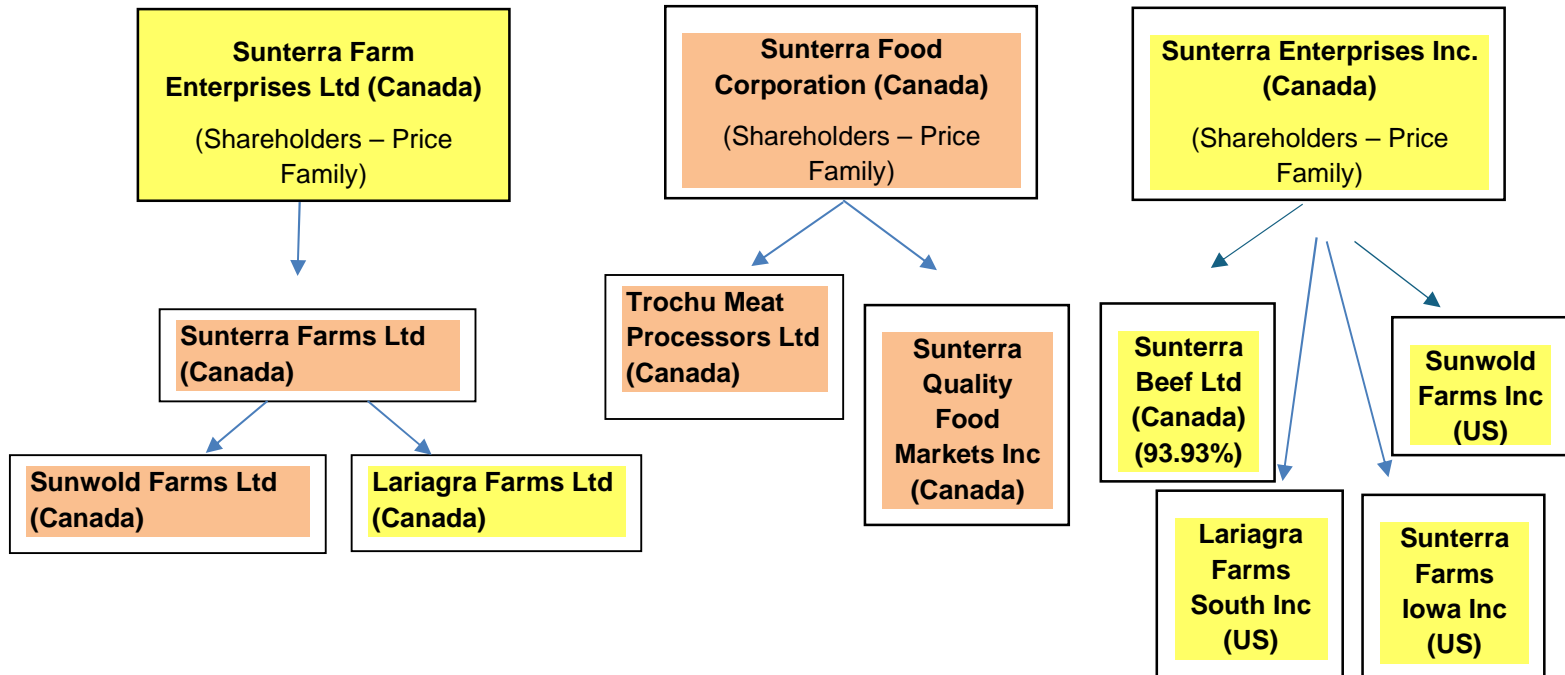 Sunterra Farm
Enterprises Ltd (Canada)
(Shareholders – Price
Family)
Sunterra Food
Corporation (Canada)
(Shareholders – Price
Family)
Sunterra Enterprises Inc.
(Canada)
(Shareholders – Price
Family)
Sunterra Farms Ltd
(Canada)
Sunwold Farms Ltd
(Canada)
Lariagra Farms Ltd
(Canada)
Trochu Meat
Processors Ltd
(Canada)
Sunterra
Quality
Food
Markets Inc
(Canada)
Sunterra
Beef Ltd
(Canada)
(93.93%)
Sunwold
Farms Inc
(US)
Lariagra
Farms
South Inc
(US)
Sunterra
Farms
Iowa Inc
(US)